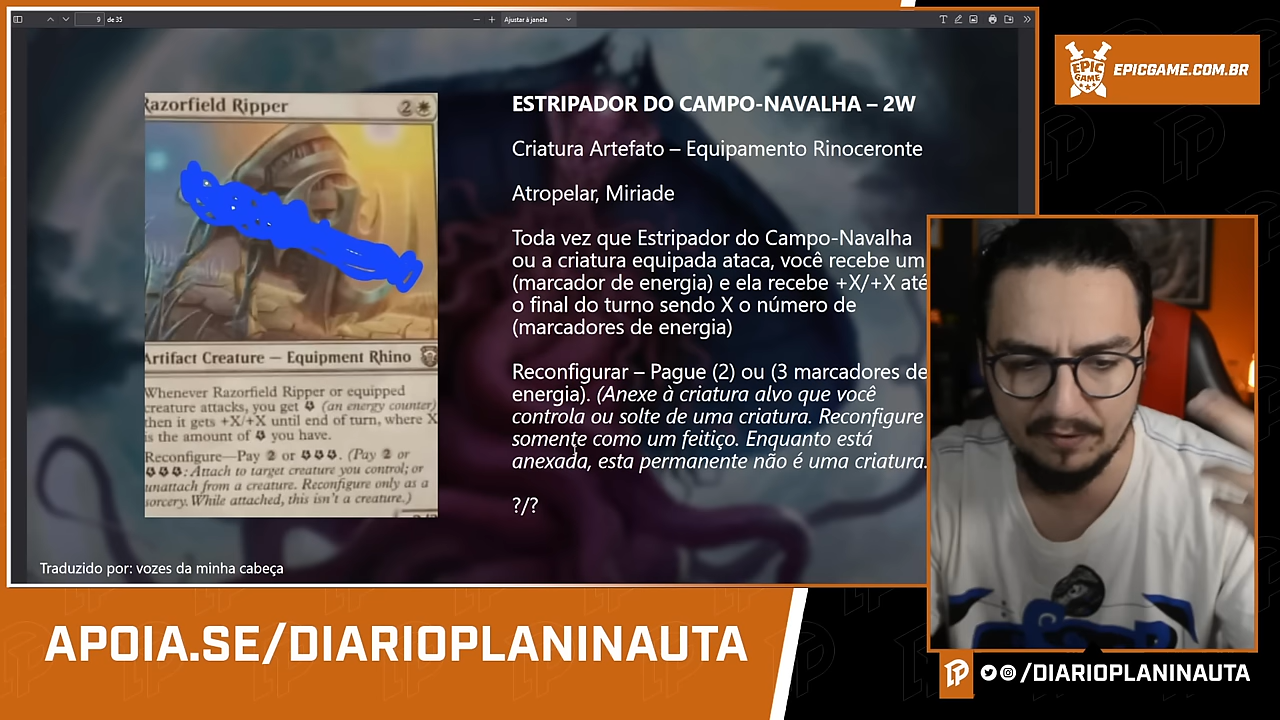 9 de 35
Ajustar à janela
EPIC GAME
EPICGAME.COM.BR
Razorfield Ripper 2
Artifact Creature — Equipment Rhino
Whenever Razorfield Ripper or equipped
creature attacks, you get (an energy counter)
then it gets +X/+X until end of turn, where X
is the amount of you have.
Reconfigure—Pay 2 or . (Pay 2 or
: Attach to target creature you control; or
unattach from a creature. Reconfigure only as a
sorcery. While attached, this isn't a creature.)
ESTRIPADOR DO CAMPO-NAVALHA – 2W
Criatura Artefato – Equipamento Rinoceronte
Atropelar, Miriade
Toda vez que Estripador do Campo-Navalha
ou a criatura equipada ataca, você recebe um
(marcador de energia) e ela recebe +X/+X até
o final do turno sendo X o número de
(marcadores de energia)
Reconfigurar – Pague (2) ou (3 marcadores de
energia). (Anexe à criatura alvo que você
controla ou solte de uma criatura. Reconfigure
somente como um feitiço. Enquanto está
anexada, esta permanente não é uma criatura.
?/?
Traduzido por: vozes da minha cabeça
APOIA.SE/DIARIOPLANINAUTA
/DIARIOPLANINAUTA